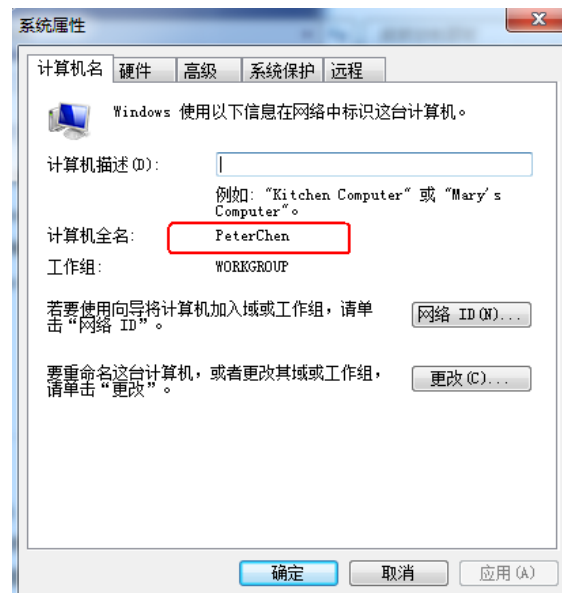 系统属性
计算机名 硬件 高级 系统保护 远程
Windows 使用以下信息在网络中标识这台计算机。
计算机描述(D):
例如: "Kitchen Computer" 或 "Mary's
Computer"。
计算机全名: PeterChen
工作组: WORKGROUP
若要使用向导将计算机加入域或工作组，请单
击"网络 ID"。
网络 ID(N)...
要重命名这台计算机，或者更改其域或工作组，
请单击"更改"。
更改(C)...
确定 取消 应用(A)